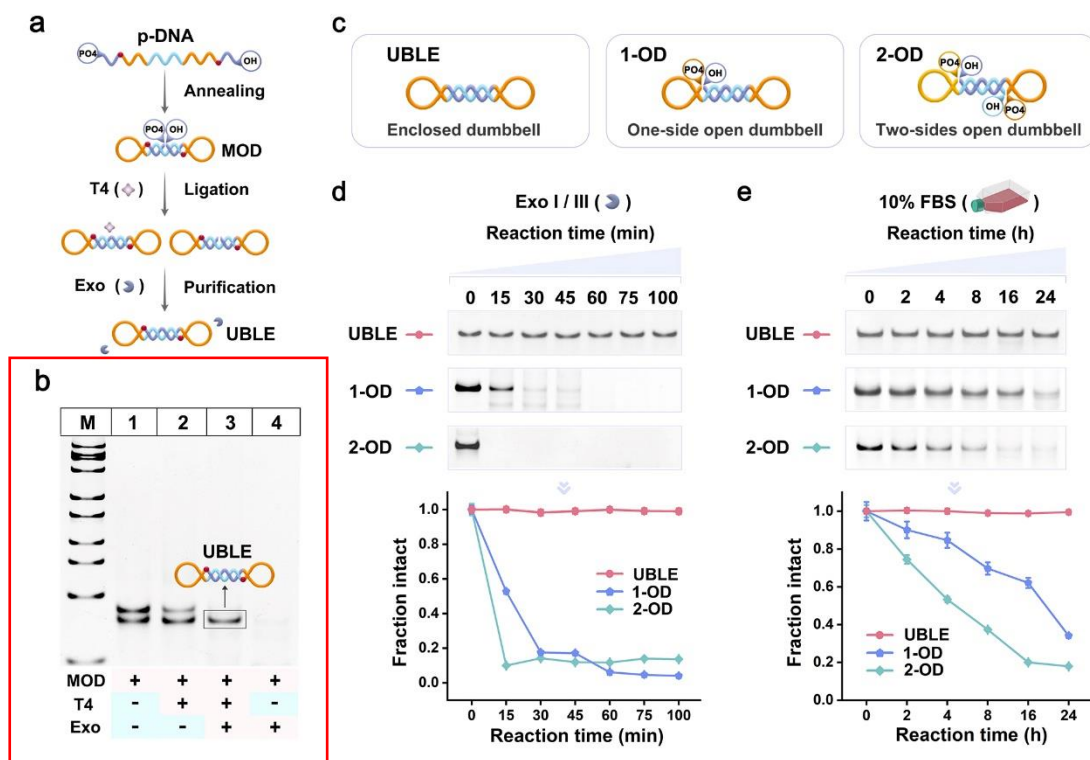 a
p-DNA
PO4
OH
Annealing
PO4 OH
MOD
T4 ( ) Ligation
Exo ( ) Purification
UBLE
b
M 1 2 3 4
UBLE
MOD + + + +
T4 - + + -
Exo - - + +
c
UBLE
Enclosed dumbbell
1-OD
PO4 OH
One-side open dumbbell
2-OD
PO4 OH
OH PO4
Two-sides open dumbbell
d
Exo I / III ( )
Reaction time (min)
0 15 30 45 60 75 100
UBLE
1-OD
2-OD
Fraction intact
1.0
0.8
0.6
0.4
0.2
0.0
UBLE
1-OD
2-OD
0 15 30 45 60 75 100
Reaction time (min)
e
10% FBS ( )
Reaction time (h)
0 2 4 8 16 24
UBLE
1-OD
2-OD
Fraction intact
1.0
0.8
0.6
0.4
0.2
0.0
UBLE
1-OD
2-OD
0 2 4 8 16 24
Reaction time (h)